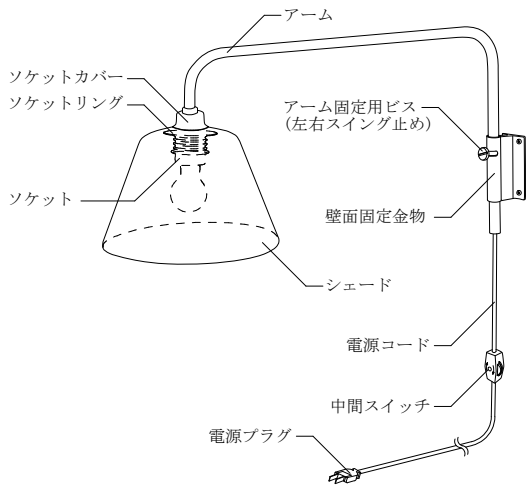 アーム
ソケットカバー
ソケットリング
アーム固定用ビス
(左右スイング止め)
ソケット
壁面固定金物
シェード
電源コード
中間スイッチ
電源プラグ